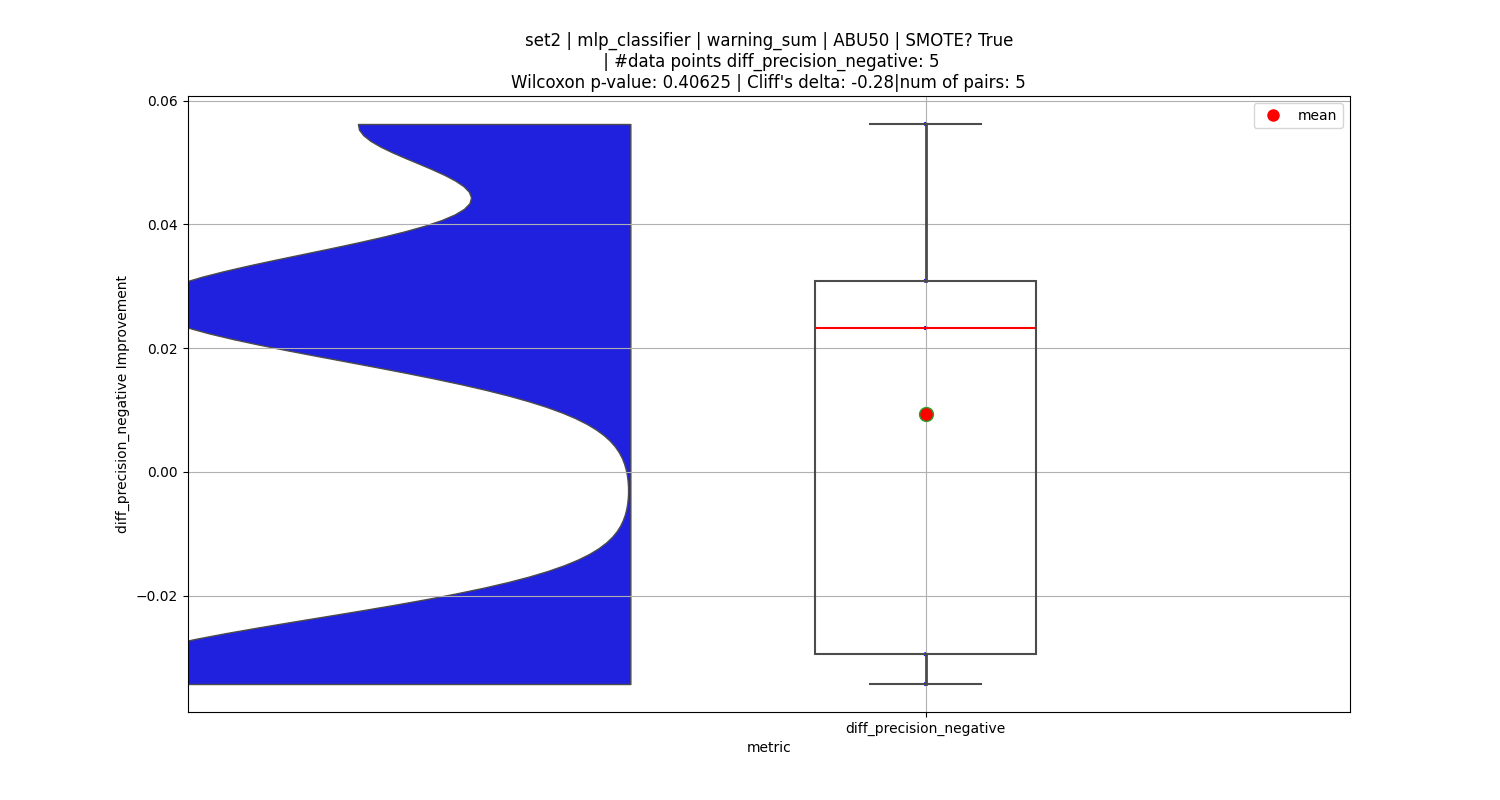 set2 | mlp_classifier | warning_sum | ABU50 | SMOTE? True
| #data points diff_precision_negative: 5
Wilcoxon p-value: 0.40625 | Cliff's delta: -0.28|num of pairs: 5
mean
0.06
0.04
0.02
0.00
−0.02
diff_precision_negative Improvement
diff_precision_negative
metric